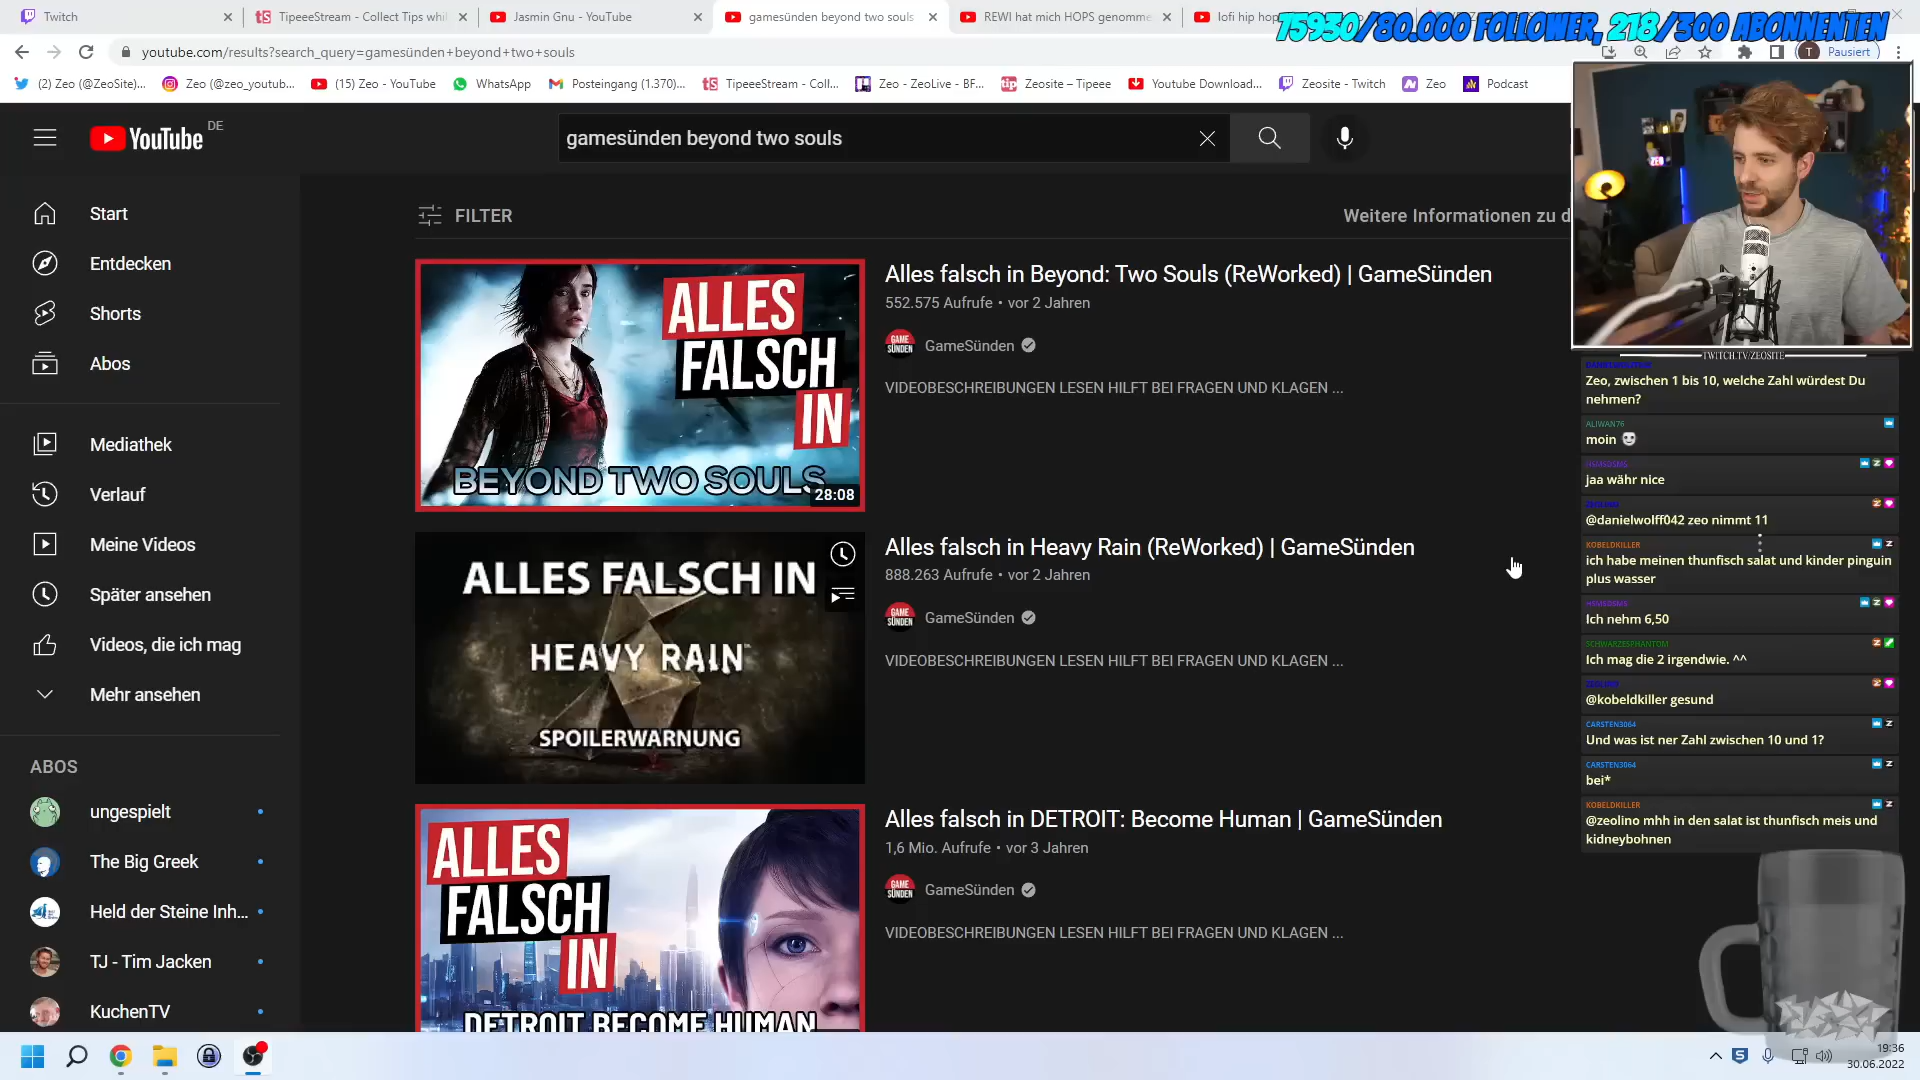 Twitch
TipeeeStream - Collect Tips whil
Jasmin Gnu - YouTube
gamesünden beyond two souls
REWI hat mich HOPS genomme
lofi hip hop
75930/80.000 FOLLOWER, 218/300 ABONNENTEN
youtube.com/results?search_query=gamesünden+beyond+two+souls
T
Pausiert
(2) Zeo (@ZeoSite)...
Zeo (@zeo_youtub...
(15) Zeo - YouTube
WhatsApp
Posteingang (1.370)...
TipeeeStream - Coll...
Zeo - ZeoLive - BF...
Zeosite – Tipeee
Youtube Download...
Zeosite - Twitch
Zeo
Podcast
YouTube DE
gamesünden beyond two souls
Start
Entdecken
Shorts
Abos
Mediathek
Verlauf
Meine Videos
Später ansehen
Videos, die ich mag
Mehr ansehen
ABOS
ungespielt
The Big Greek
Held der Steine Inh...
TJ - Tim Jacken
KuchenTV
FILTER
Weitere Informationen zu d
ALLES
FALSCH
IN
BEYOND TWO SOULS
28:08
Alles falsch in Beyond: Two Souls (ReWorked) | GameSünden
552.575 Aufrufe • vor 2 Jahren
GAME SÜNDEN
GameSünden
VIDEOBESCHREIBUNGEN LESEN HILFT BEI FRAGEN UND KLAGEN ...
ALLES FALSCH IN
HEAVY RAIN
SPOILERWARNUNG
Alles falsch in Heavy Rain (ReWorked) | GameSünden
888.263 Aufrufe • vor 2 Jahren
GAME SÜNDEN
GameSünden
VIDEOBESCHREIBUNGEN LESEN HILFT BEI FRAGEN UND KLAGEN ...
ALLES
FALSCH
IN
DETROIT BECOME HUMAN
Alles falsch in DETROIT: Become Human | GameSünden
1,6 Mio. Aufrufe • vor 3 Jahren
GAME SÜNDEN
GameSünden
VIDEOBESCHREIBUNGEN LESEN HILFT BEI FRAGEN UND KLAGEN ...
ZEO
TWITCH.TV/ZEOSITE
Zeo, zwischen 1 bis 10, welche Zahl würdest Du
nehmen?
ALIWAN76
moin
jaa währ nice
@danielwolff042 zeo nimmt 11
KOBELDKILLER
ich habe meinen thunfisch salat und kinder pinguin
plus wasser
Ich nehm 6,50
SCHWARZESPHANTOM
Ich mag die 2 irgendwie. ^^
@kobeldkiller gesund
CARSTEN3064
Und was ist ner Zahl zwischen 10 und 1?
CARSTEN3064
bei*
KOBELDKILLER
@zeolino mhh in den salat ist thunfisch meis und
kidneybohnen
19:36
30.06.2022